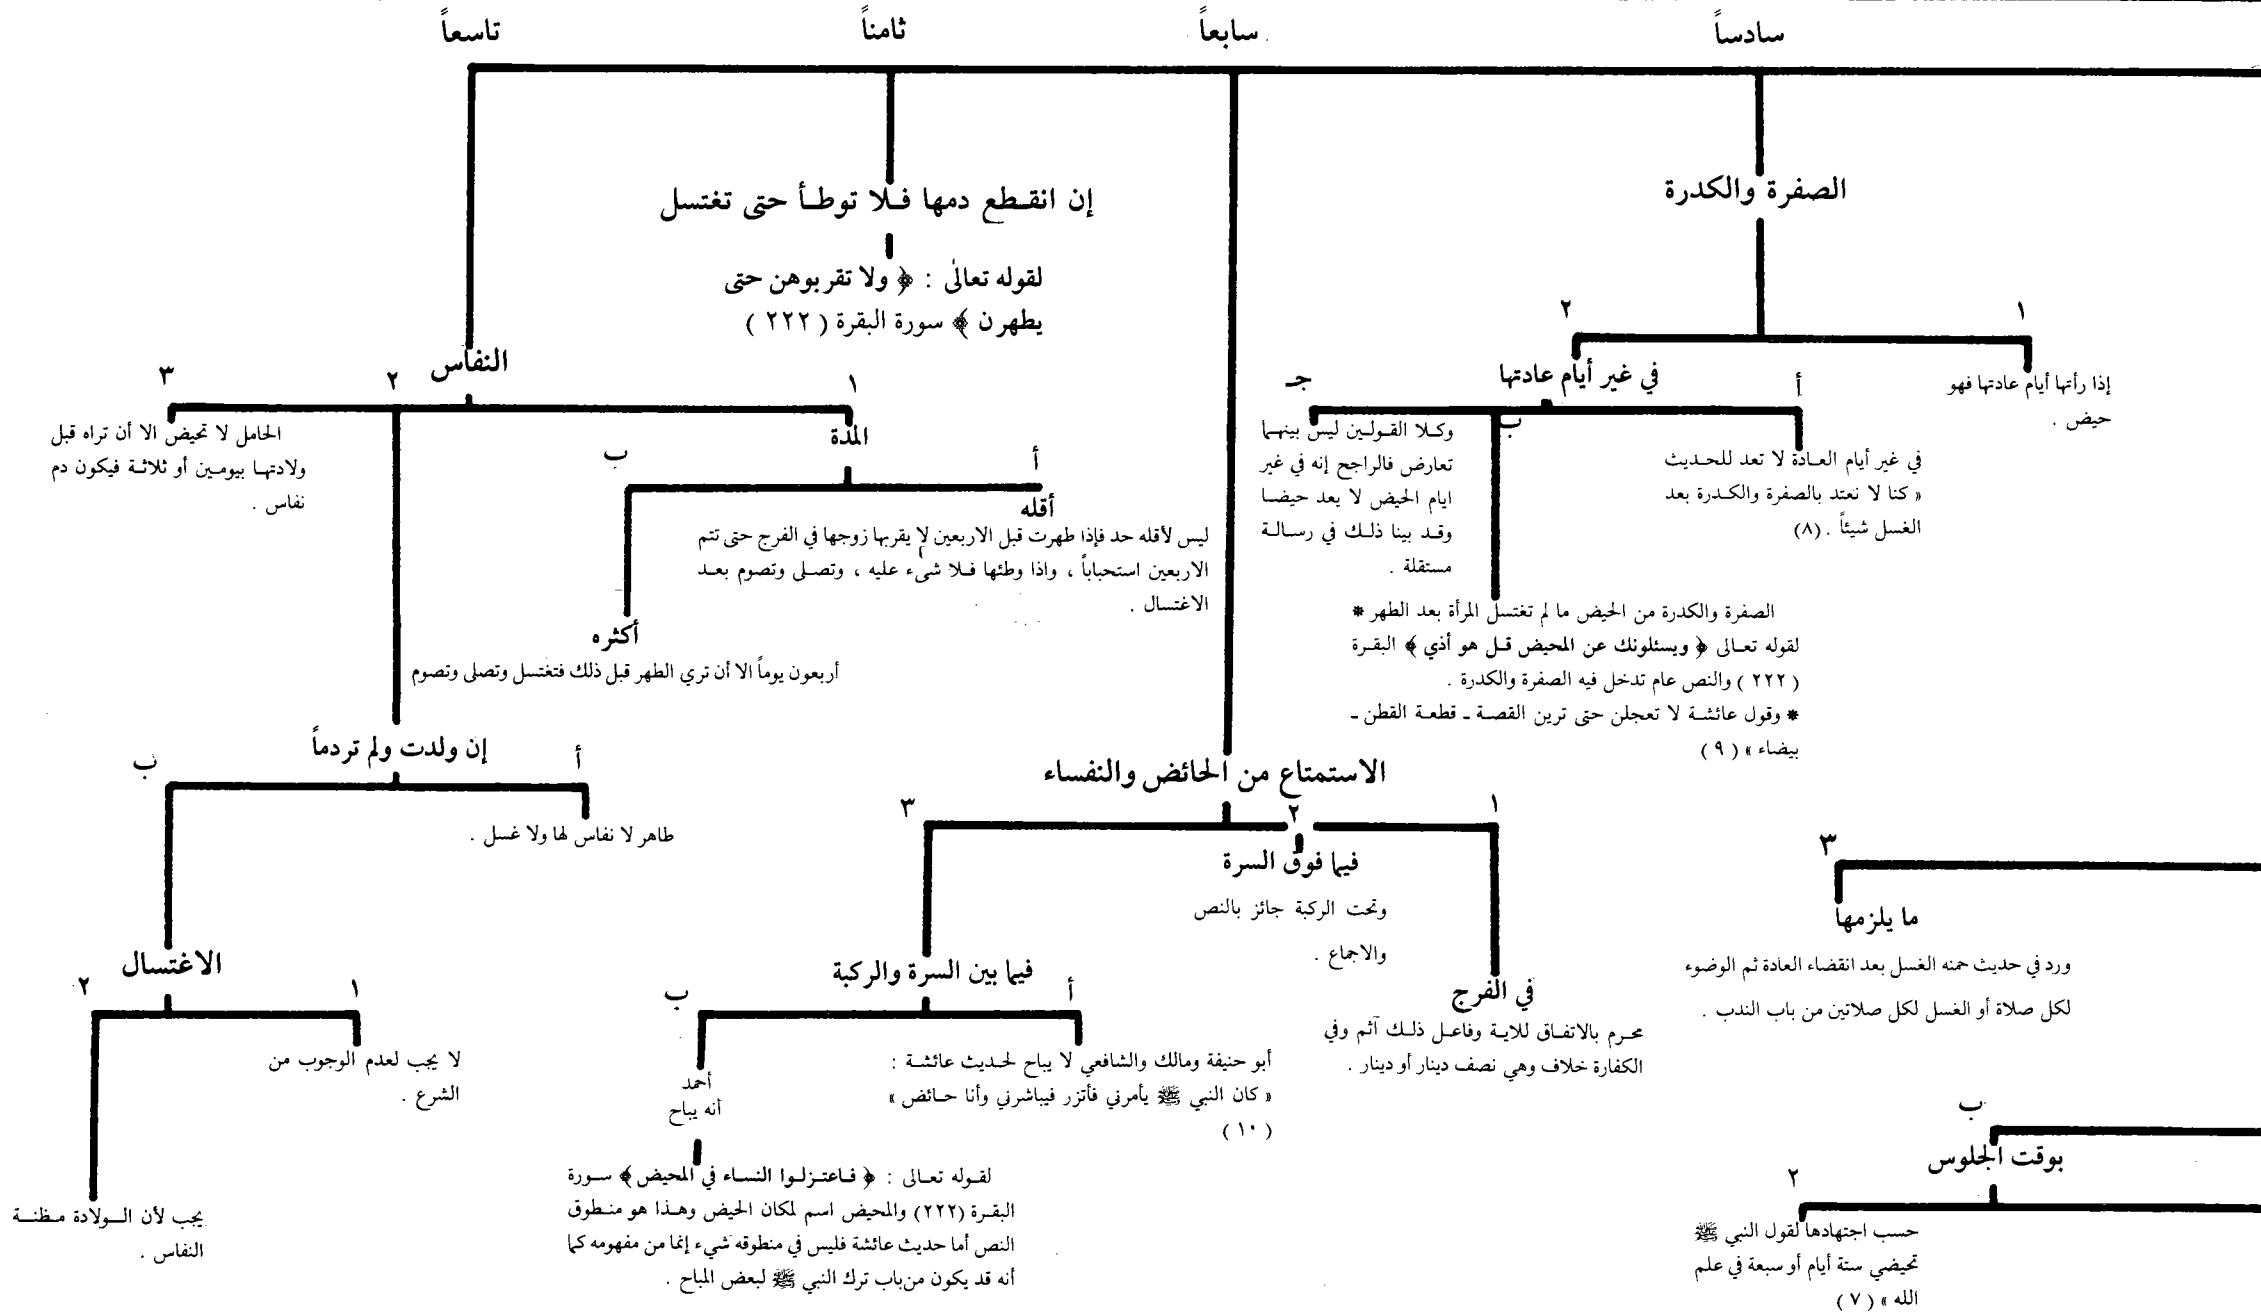 سادساً
سابعاً
ثامناً
تاسعاً
الصفرة والكدرة
١
٢
إذا رأتها أيام عادتها فهو
حيض .
في غير أيام عادتها
أ
ب
جـ
في غير أيام العادة لا تعد للحديث
« كنا لا نعتد بالصفرة والكدرة بعد
الغسل شيئاً . (٨)
الصفرة والكدرة من الحيض ما لم تغتسل المرأة بعد الطهر *
لقوله تعالى ﴿ ويسئلونك عن المحيض قل هو أذي ﴾ البقرة
( ٢٢٢ ) والنص عام تدخل فيه الصفرة والكدرة .
* وقول عائشة لا تعجلن حتى ترين القصة ـ قطعة القطن ـ
بيضاء » ( ٩ )
وكلا القولين ليس بينهما
تعارض فالراجح إنه في غير
ايام الحيض لا يعد حيضا
وقد بينا ذلك في رسالة
مستقلة .
٣
ما يلزمها
ورد في حديث حمنه الغسل بعد انقضاء العادة ثم الوضوء
لكل صلاة أو الغسل لكل صلاتين من باب الندب .
ب
بوقت الجلوس
٢
حسب اجتهادها لقول النبي ﷺ
تحيضي ستة أيام أو سبعة في علم
الله » ( ٧ )
الاستمتاع من الحائض والنفساء
١
٢
٣
في الفرج
محرم بالاتفاق للاية وفاعل ذلك آثم وفي
الكفارة خلاف وهي نصف دينار أو دينار .
فيما فوق السرة
وتحت الركبة جائز بالنص
والاجماع .
فيما بين السرة والركبة
أ
ب
أبو حنيفة ومالك والشافعي لا يباح لحديث عائشة :
« كان النبي ﷺ يأمرني فأتزر فيباشرني وأنا حائض »
( ١٠ )
أحمد
أنه يباح
لقوله تعالى : ﴿ فاعتزلوا النساء في المحيض ﴾ سورة
البقرة (٢٢٢) والمحيض اسم لمكان الحيض وهذا هو منطوق
النص أما حديث عائشة فليس في منطوقه شيء إنما من مفهومه كما
أنه قد يكون من باب ترك النبي ﷺ لبعض المباح .
إن انقطع دمها فلا توطأ حتى تغتسل
لقوله تعالى : ﴿ ولا تقربوهن حتى
يطهرن ﴾ سورة البقرة ( ٢٢٢ )
النفاس
١
٢
٣
المدة
أ
ب
أقله
ليس لأقله حد فإذا طهرت قبل الاربعين لا يقربها زوجها في الفرج حتى تتم
الاربعين استحباباً ، واذا وطئها فلا شىء عليه ، وتصلى وتصوم بعد
الاغتسال .
أكثره
أربعون يوماً الا أن تري الطهر قبل ذلك فتغتسل وتصلى وتصوم
إن ولدت ولم تردماً
أ
ب
طاهر لا نفاس لها ولا غسل .
الاغتسال
١
٢
لا يجب لعدم الوجوب من
الشرع .
يجب لأن الولادة مظنة
النفاس .
الحامل لا تحيض الا أن تراه قبل
ولادتها بيومين أو ثلاثة فيكون دم
نفاس .